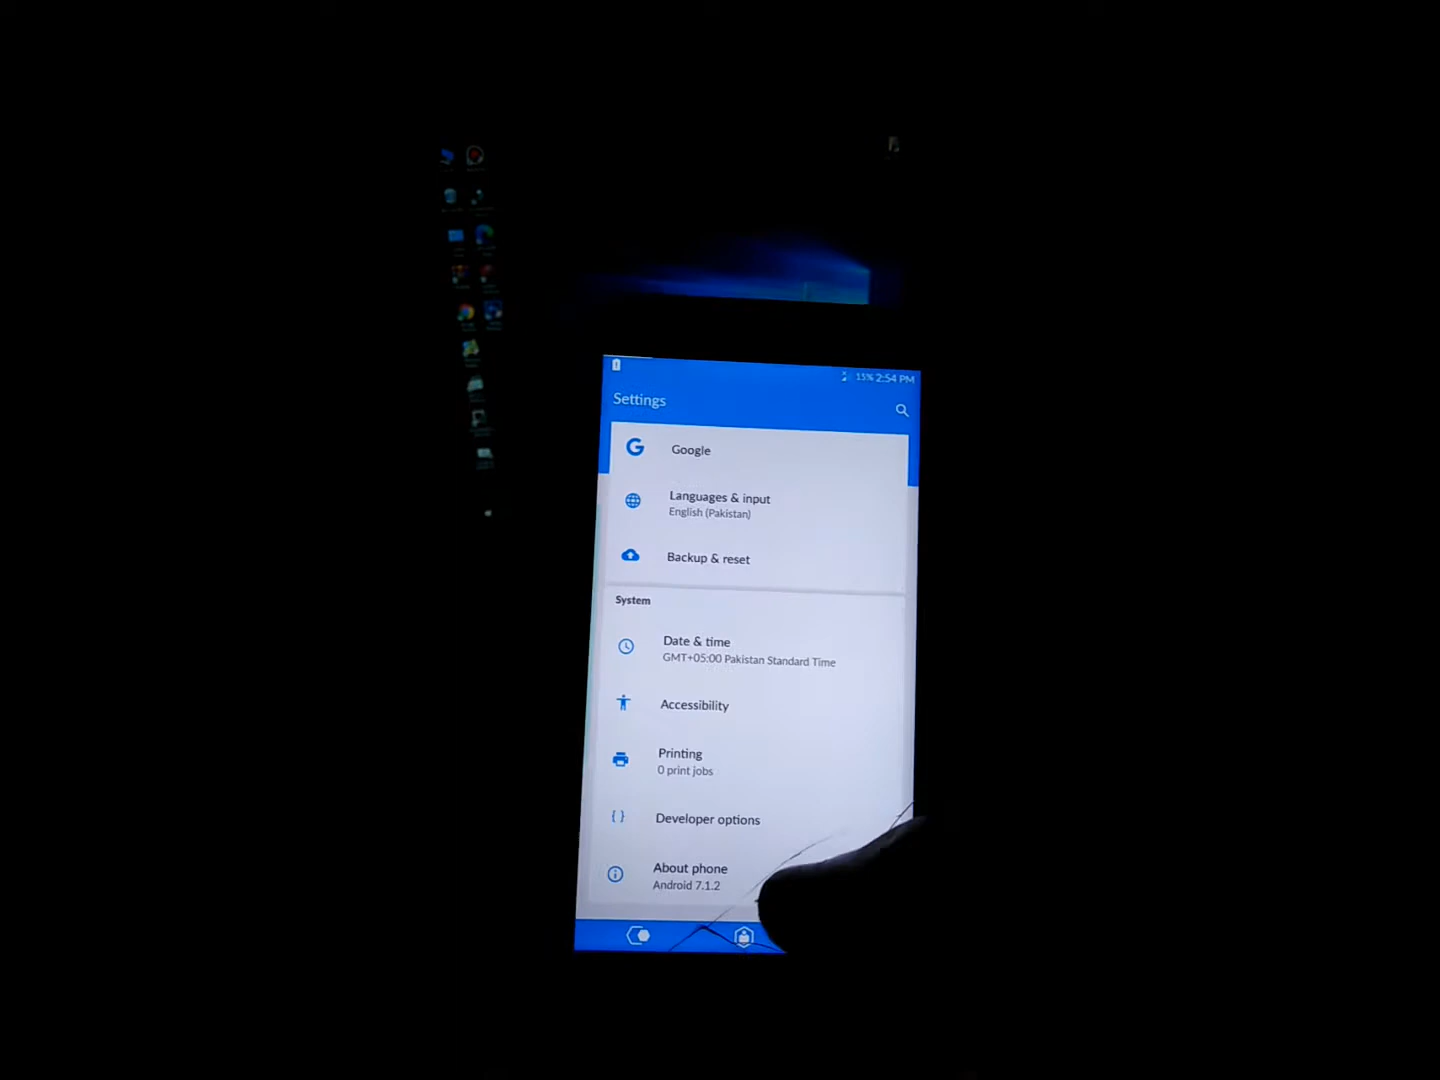 15% 2:54 PM
Settings
Google
Languages & input
English (Pakistan)
Backup & reset
System
Date & time
GMT+05:00 Pakistan Standard Time
Accessibility
Printing
0 print jobs
{ } Developer options
About phone
Android 7.1.2